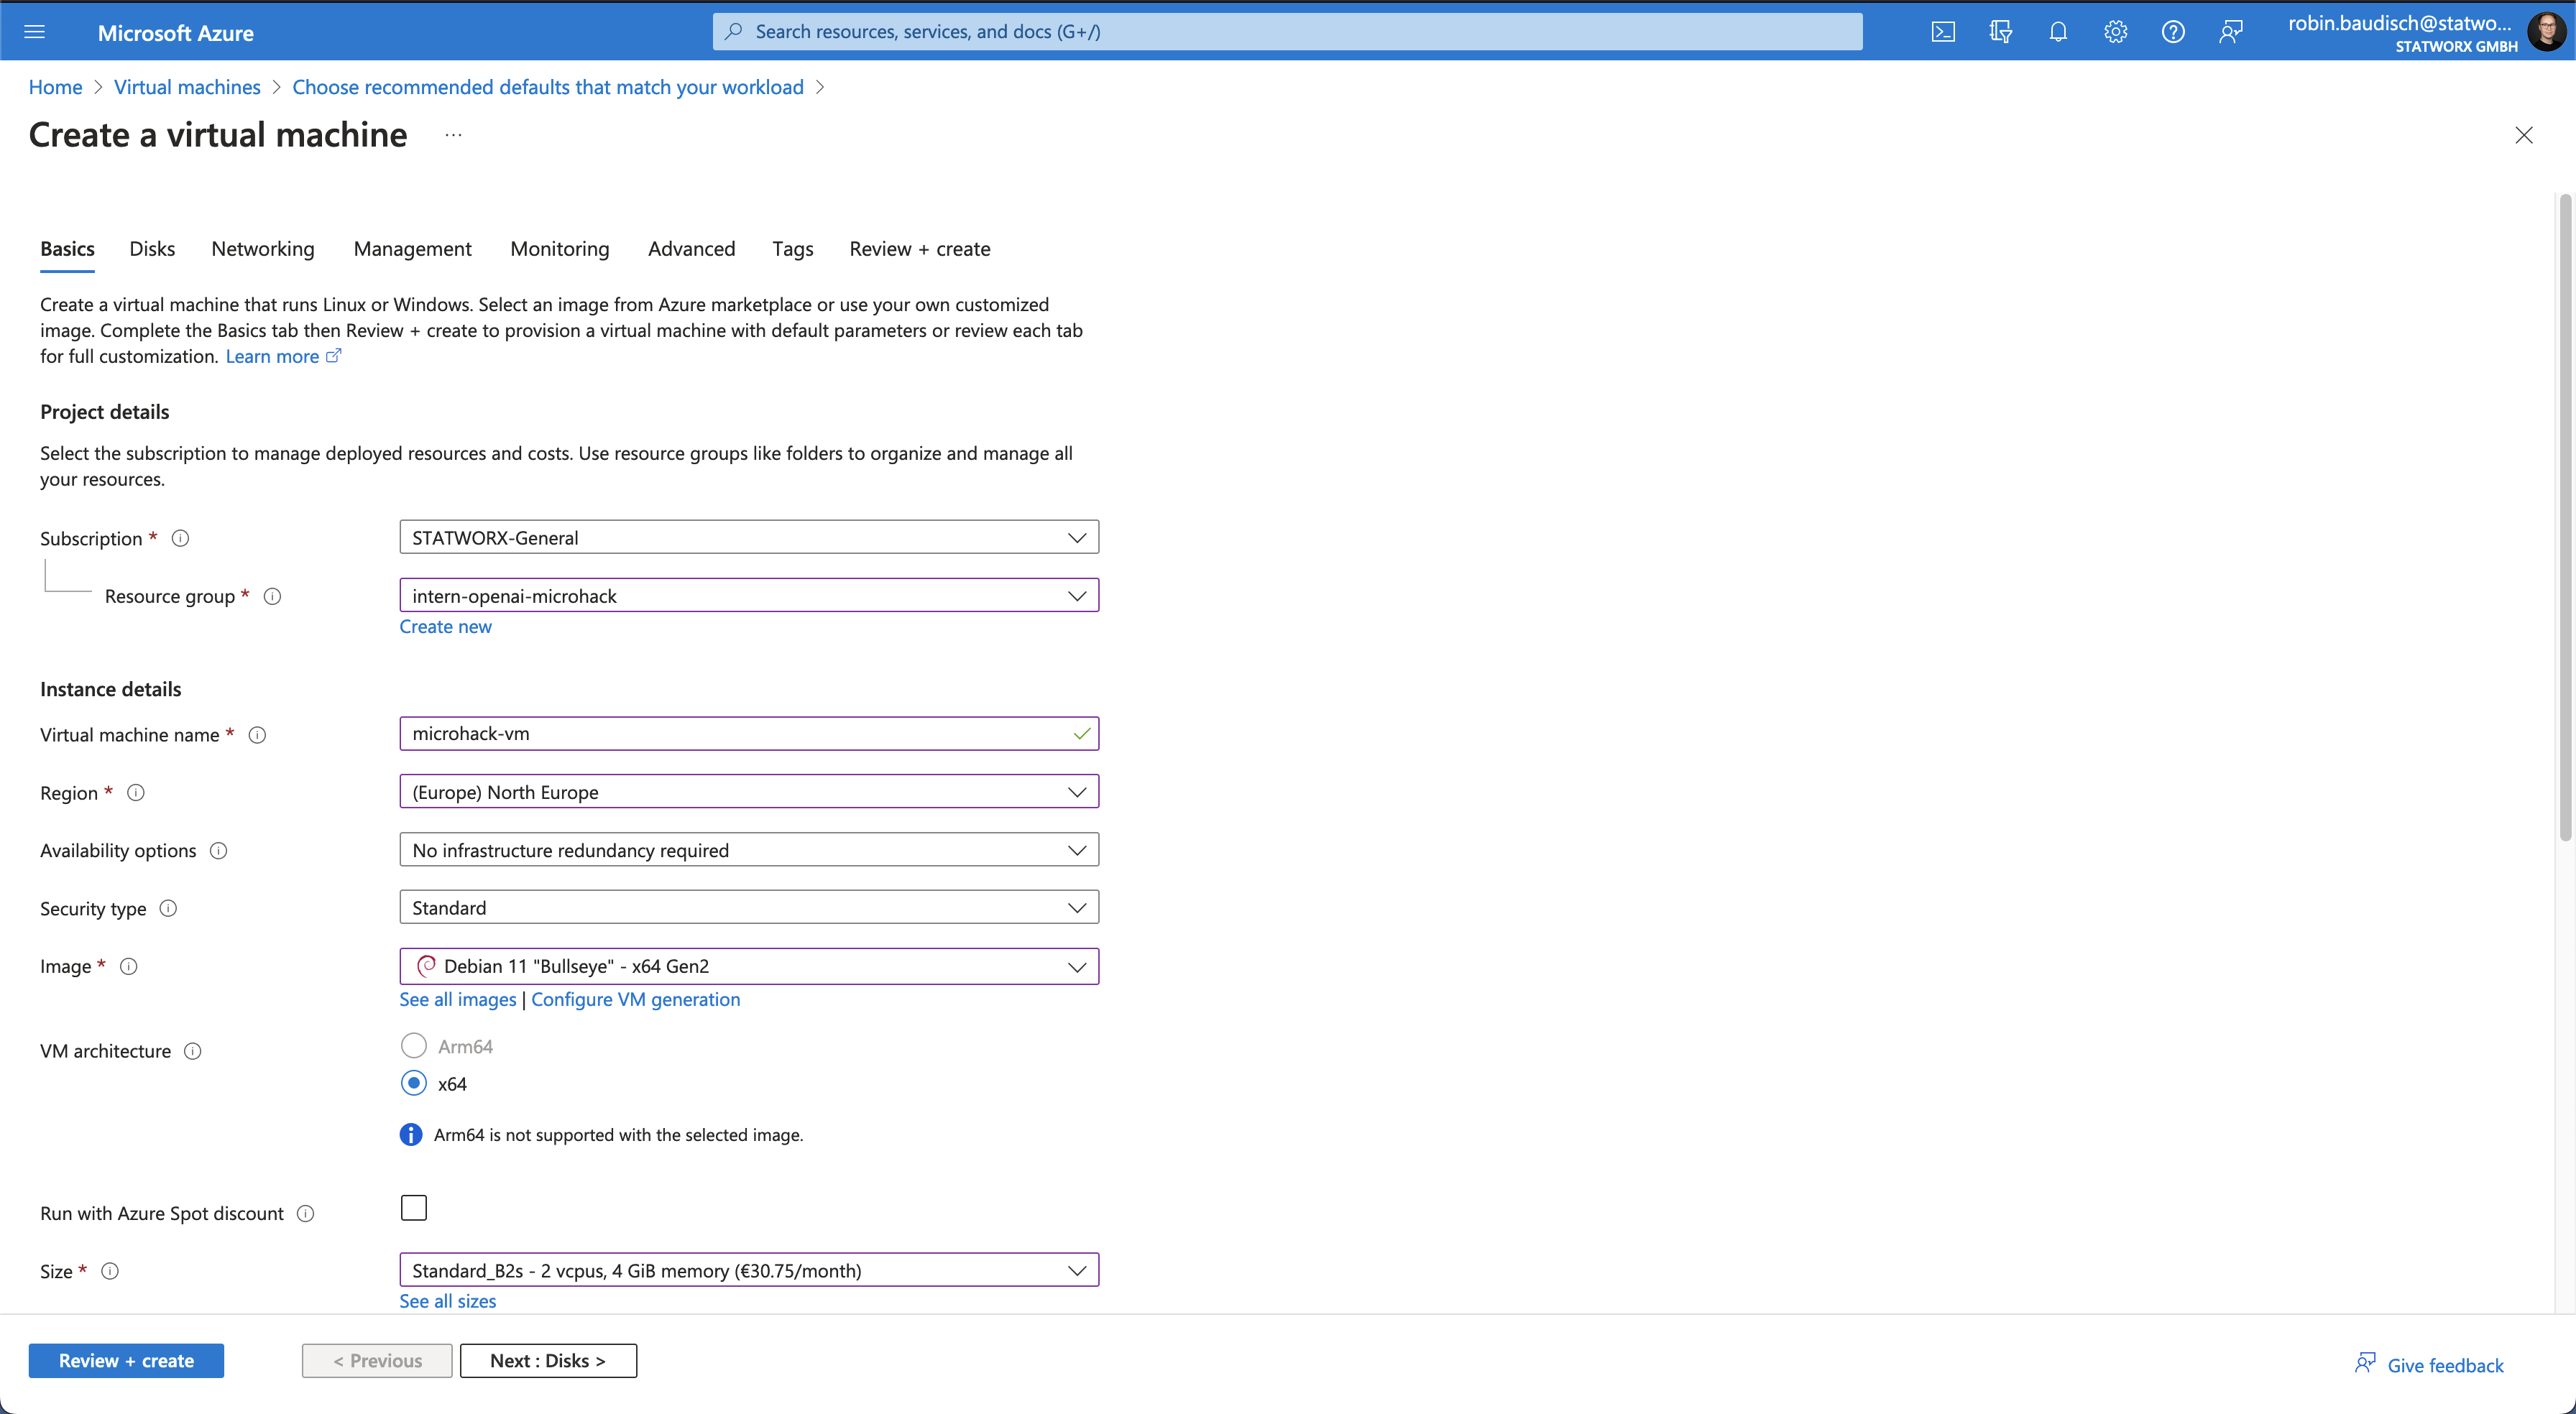 Microsoft Azure
Search resources, services, and docs (G+/)
robin.baudisch@statwo...
STATWORX GMBH
Home > Virtual machines > Choose recommended defaults that match your workload >
Create a virtual machine ...
Basics Disks Networking Management Monitoring Advanced Tags Review + create
Create a virtual machine that runs Linux or Windows. Select an image from Azure marketplace or use your own customized
image. Complete the Basics tab then Review + create to provision a virtual machine with default parameters or review each tab
for full customization. Learn more
Project details
Select the subscription to manage deployed resources and costs. Use resource groups like folders to organize and manage all
your resources.
Subscription * STATWORX-General
Resource group * intern-openai-microhack
Create new
Instance details
Virtual machine name * microhack-vm
Region * (Europe) North Europe
Availability options No infrastructure redundancy required
Security type Standard
Image * Debian 11 "Bullseye" - x64 Gen2
See all images | Configure VM generation
VM architecture Arm64
x64
Arm64 is not supported with the selected image.
Run with Azure Spot discount
Size * Standard_B2s - 2 vcpus, 4 GiB memory (€30.75/month)
See all sizes
Review + create < Previous Next : Disks > Give feedback